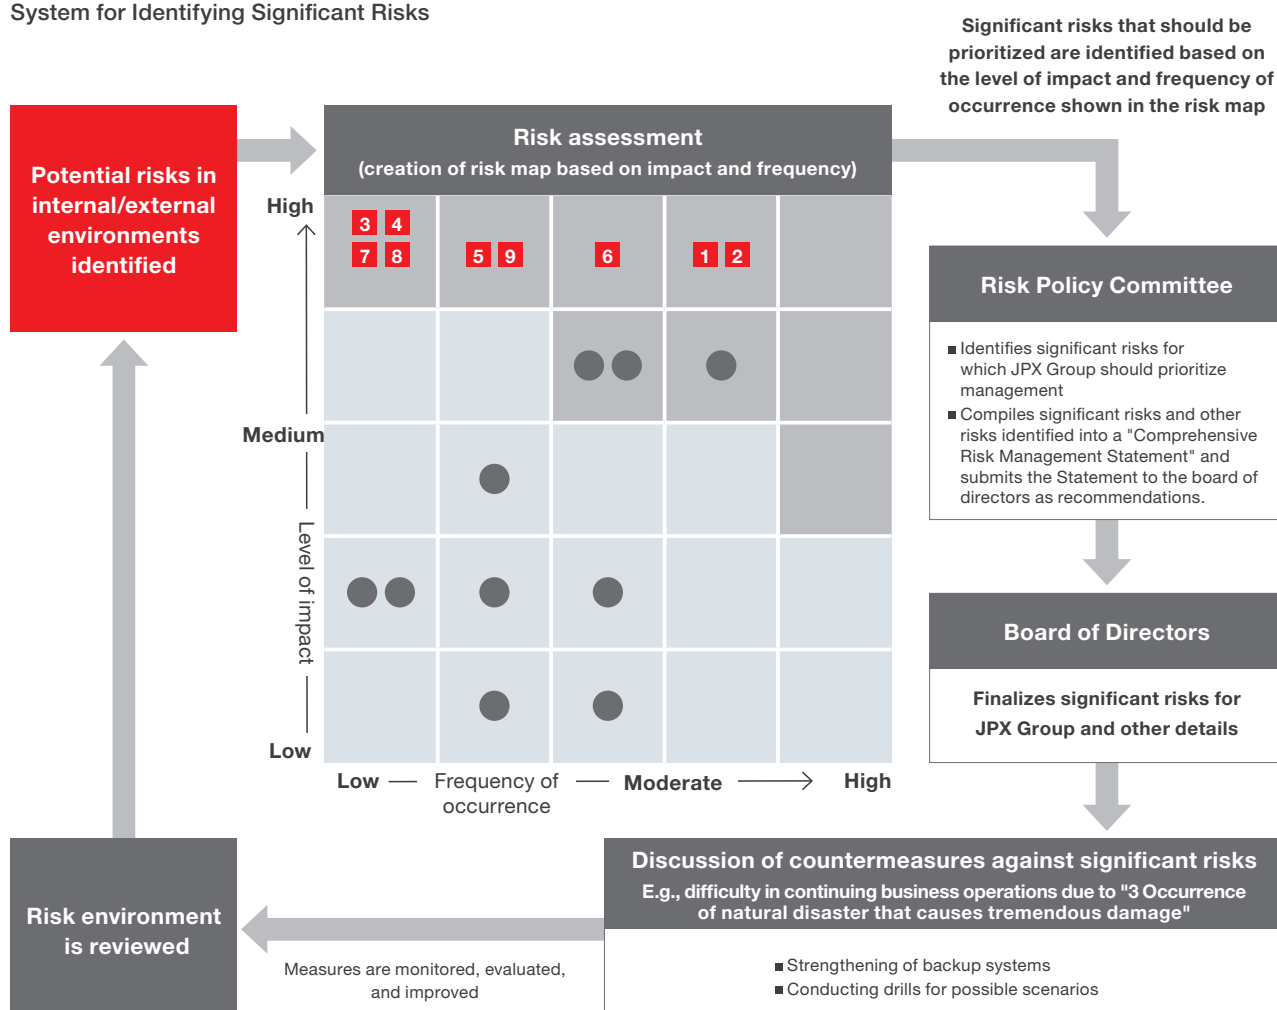 System for Identifying Significant Risks
Significant risks that should be
prioritized are identified based on
the level of impact and frequency of
occurrence shown in the risk map
Potential risks in
internal/external
environments
identified
Risk assessment
(creation of risk map based on impact and frequency)
High
3 4
7 8
5 9
6
1 2
Medium
Level of impact
Low
Low
Frequency of
occurrence
Moderate
High
Risk Policy Committee
■ Identifies significant risks for
which JPX Group should prioritize
management
■ Compiles significant risks and other
risks identified into a "Comprehensive
Risk Management Statement" and
submits the Statement to the board of
directors as recommendations.
Board of Directors
Finalizes significant risks for
JPX Group and other details
Discussion of countermeasures against significant risks
E.g., difficulty in continuing business operations due to "3 Occurrence
of natural disaster that causes tremendous damage"
■ Strengthening of backup systems
■ Conducting drills for possible scenarios
Measures are monitored, evaluated,
and improved
Risk environment
is reviewed